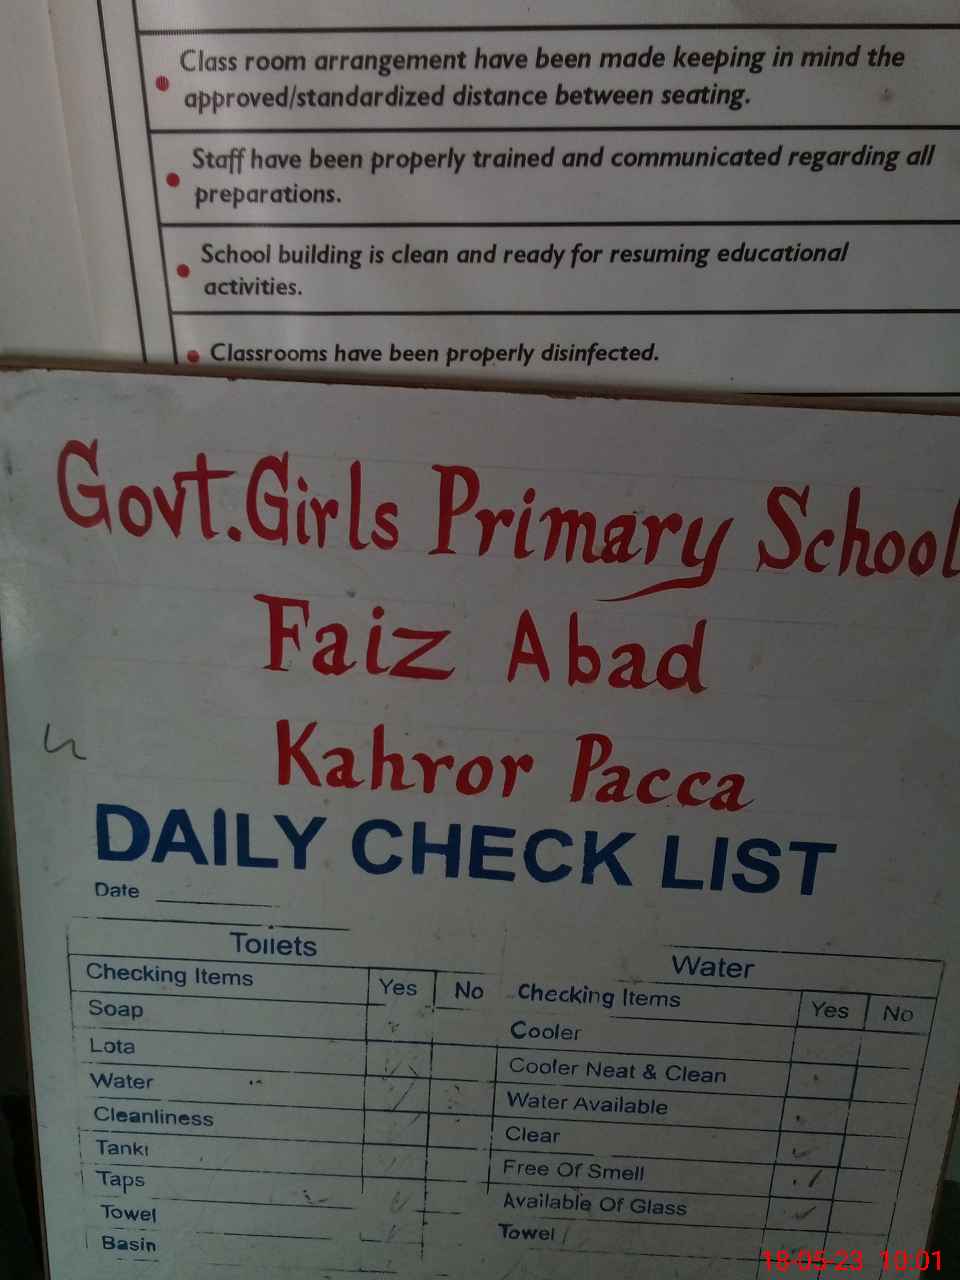 Class room arrangement have been made keeping in mind the
approved/standardized distance between seating.
Staff have been properly trained and communicated regarding all
preparations.
School building is clean and ready for resuming educational
activities.
Classrooms have been properly disinfected.
Govt. Girls Primary School
Faiz Abad
Kahror Pacca
DAILY CHECK LIST
Date
Toilets
Checking Items Yes No
Soap
Lota
Water
Cleanliness
Tanki
Taps
Towel
Basin
Water
Checking Items Yes No
Cooler
Cooler Neat & Clean
Water Available
Clear
Free Of Smell
Available Of Glass
Towel
18-05-23 10:01